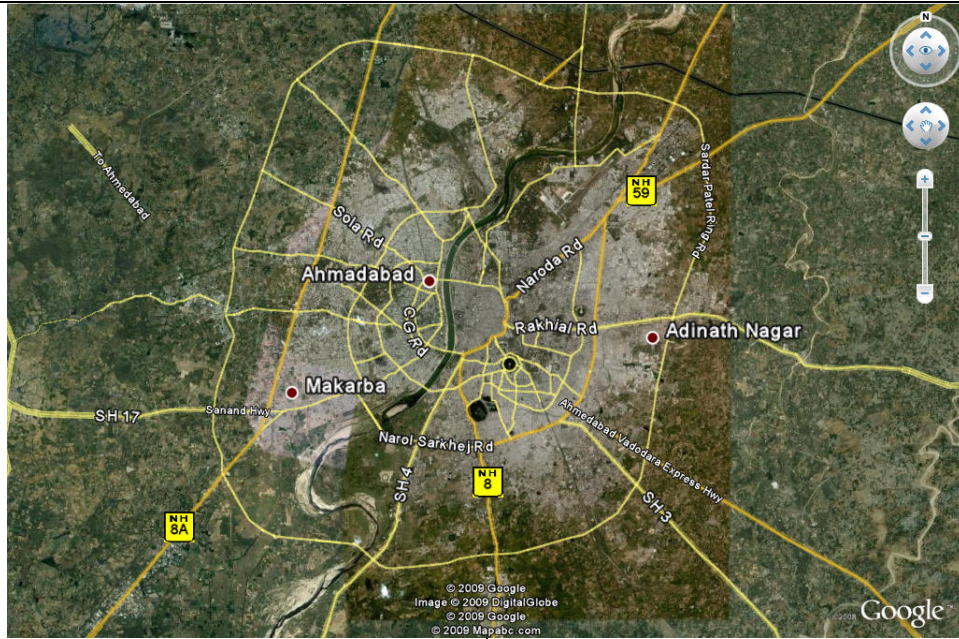 N
NH
59
Sardar Patel Ring Rd
To Ahmedabad
Sola Rd
Naroda Rd
Ahmadabad
C G Rd
Rakhial Rd
Adinath Nagar
Makarba
SH 17
Sanand Hwy
Ahmedabad Vadodara Express Hwy
Narol Sarkhej Rd
SH 4
NH
8
SH 3
NH
8A
© 2009 Google
Image © 2009 DigitalGlobe
© 2009 Google
© 2009 Mapabc.com
Google